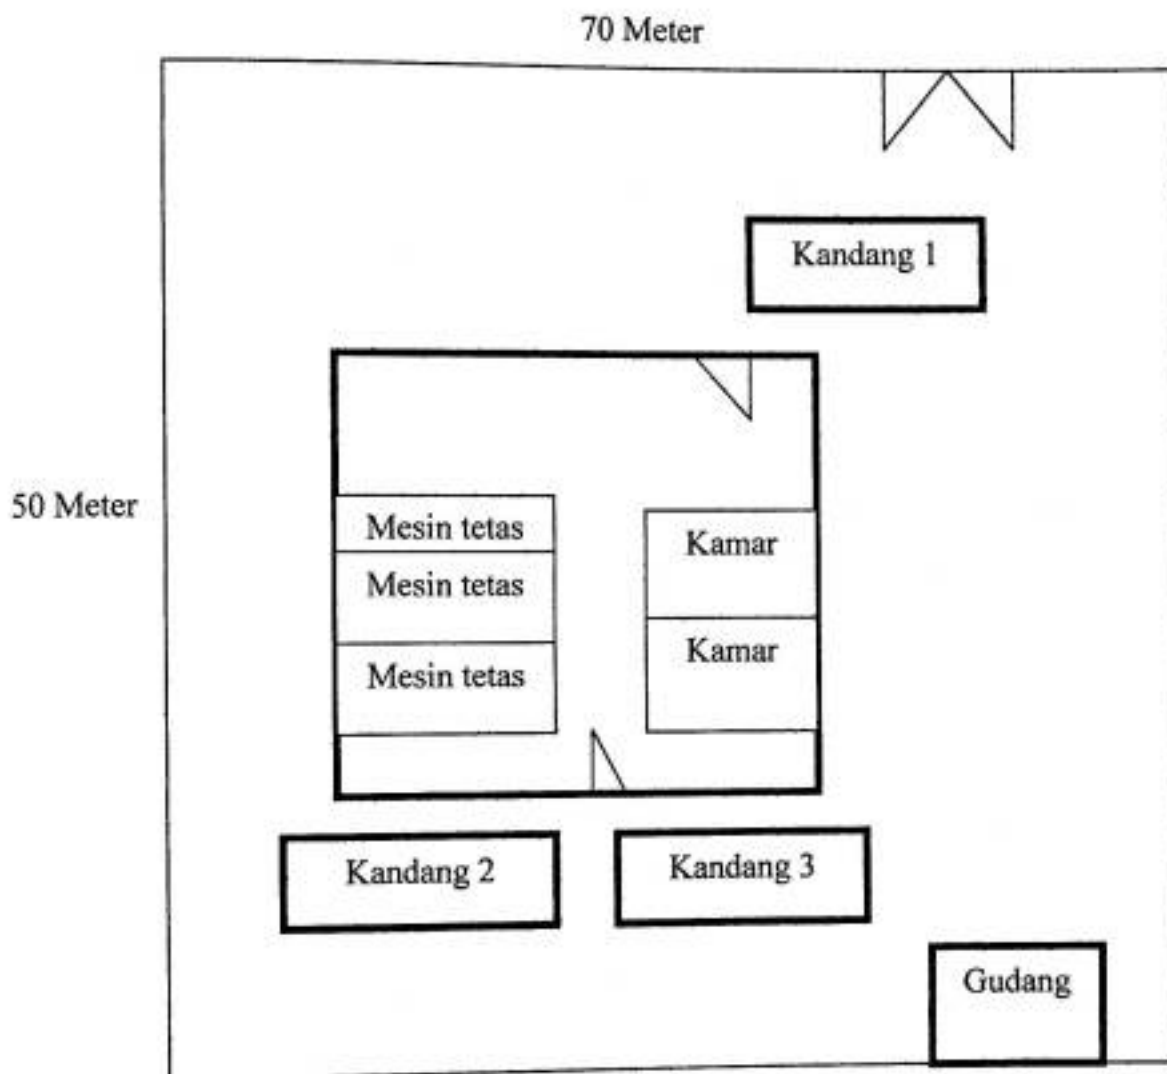 70 Meter
Kandang 1
50 Meter
Mesin tetas
Kamar
Mesin tetas
Kamar
Mesin tetas
Kandang 2
Kandang 3
Gudang